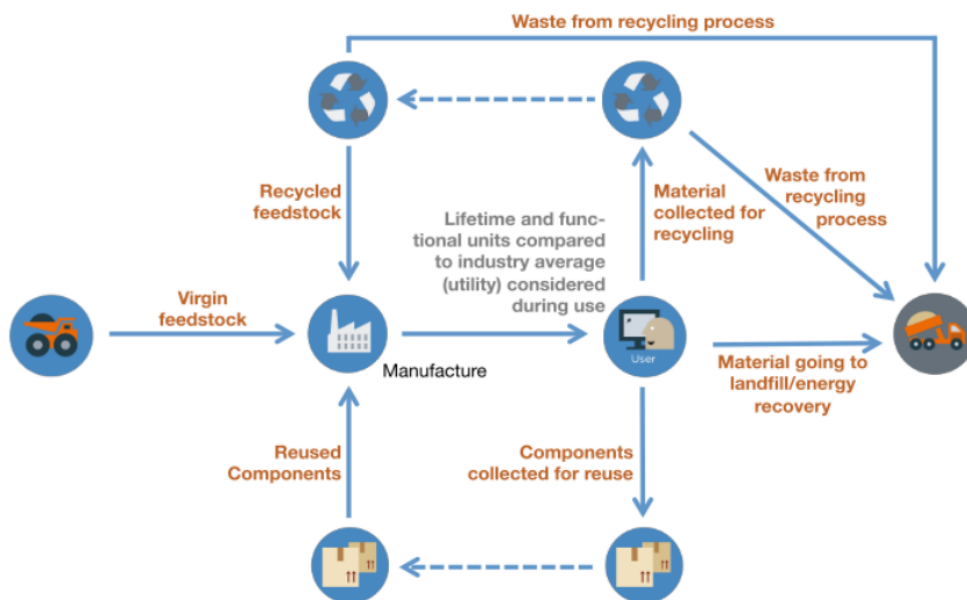 Waste from recycling process
Recycled
feedstock
Material
collected for
recycling
Waste from
recycling
process
Lifetime and func-
tional units compared
to industry average
(utility) considered
during use
Virgin
feedstock
Manufacture
User
Material going to
landfill/energy
recovery
Reused
Components
Components
collected for reuse